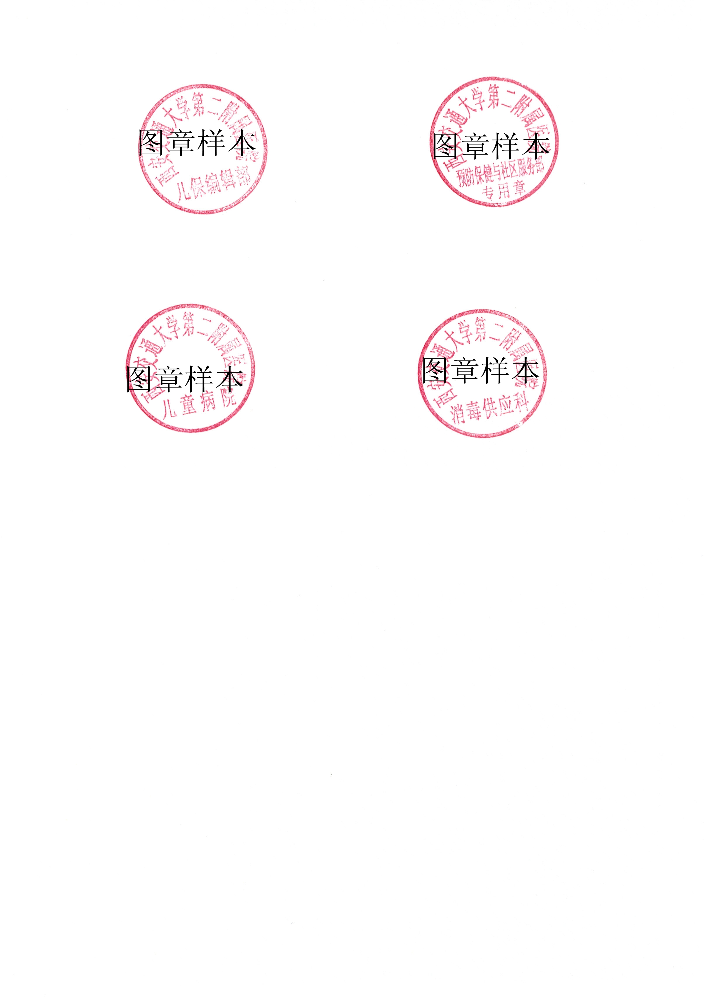 西安交通大学第二附属医院
图章样本
儿保编辑部
西安交通大学第二附属医院
图章样本
预防保健与社区服务部
专用章
西安交通大学第二附属医院
图章样本
儿童病院
西安交通大学第二附属医院
图章样本
消毒供应科